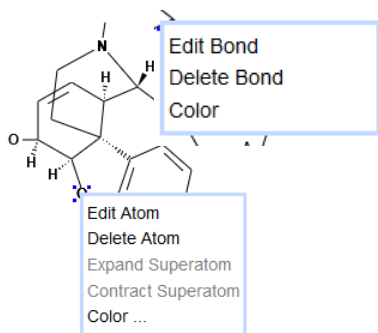 N
H
H
Edit Bond
Delete Bond
Color
O
H
H
O
Edit Atom
Delete Atom
Expand Superatom
Contract Superatom
Color ...